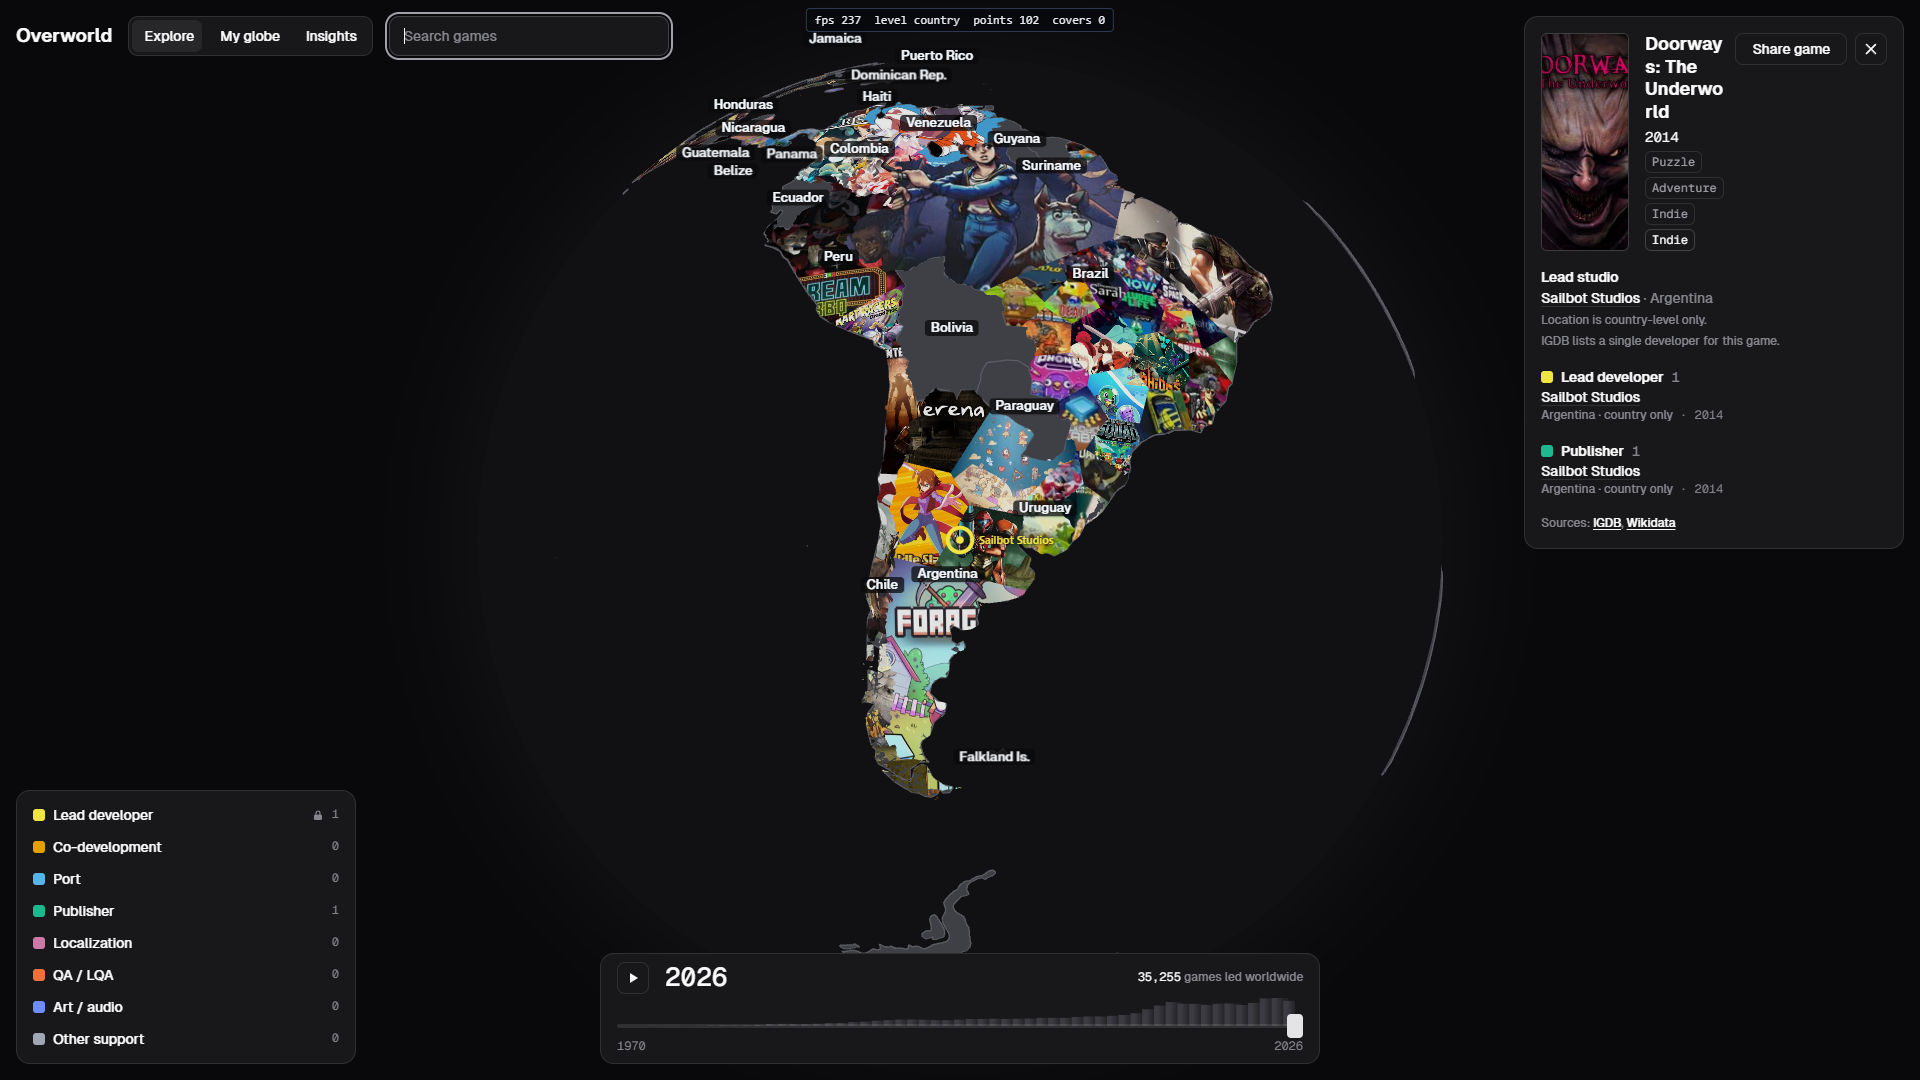 Overworld
Explore
My globe
Insights
Search games
fps 237 level country points 102 covers 0
Jamaica
Puerto Rico
Dominican Rep.
Haiti
Honduras
Nicaragua
Guatemala
Panama
Belize
Venezuela
Colombia
Guyana
Suriname
Ecuador
Peru
Brazil
Bolivia
Paraguay
Uruguay
Sailbot Studios
Argentina
Chile
FORAG
Falkland Is.
Doorway
s: The
Underwo
rld
2014
Puzzle
Adventure
Indie
Indie
Share game
Lead studio
Sailbot Studios · Argentina
Location is country-level only.
IGDB lists a single developer for this game.
Lead developer 1
Sailbot Studios
Argentina · country only · 2014
Publisher 1
Sailbot Studios
Argentina · country only · 2014
Sources: IGDB, Wikidata
Lead developer 1
Co-development 0
Port 0
Publisher 1
Localization 0
QA / LQA 0
Art / audio 0
Other support 0
2026
35,255 games led worldwide
1970
2026